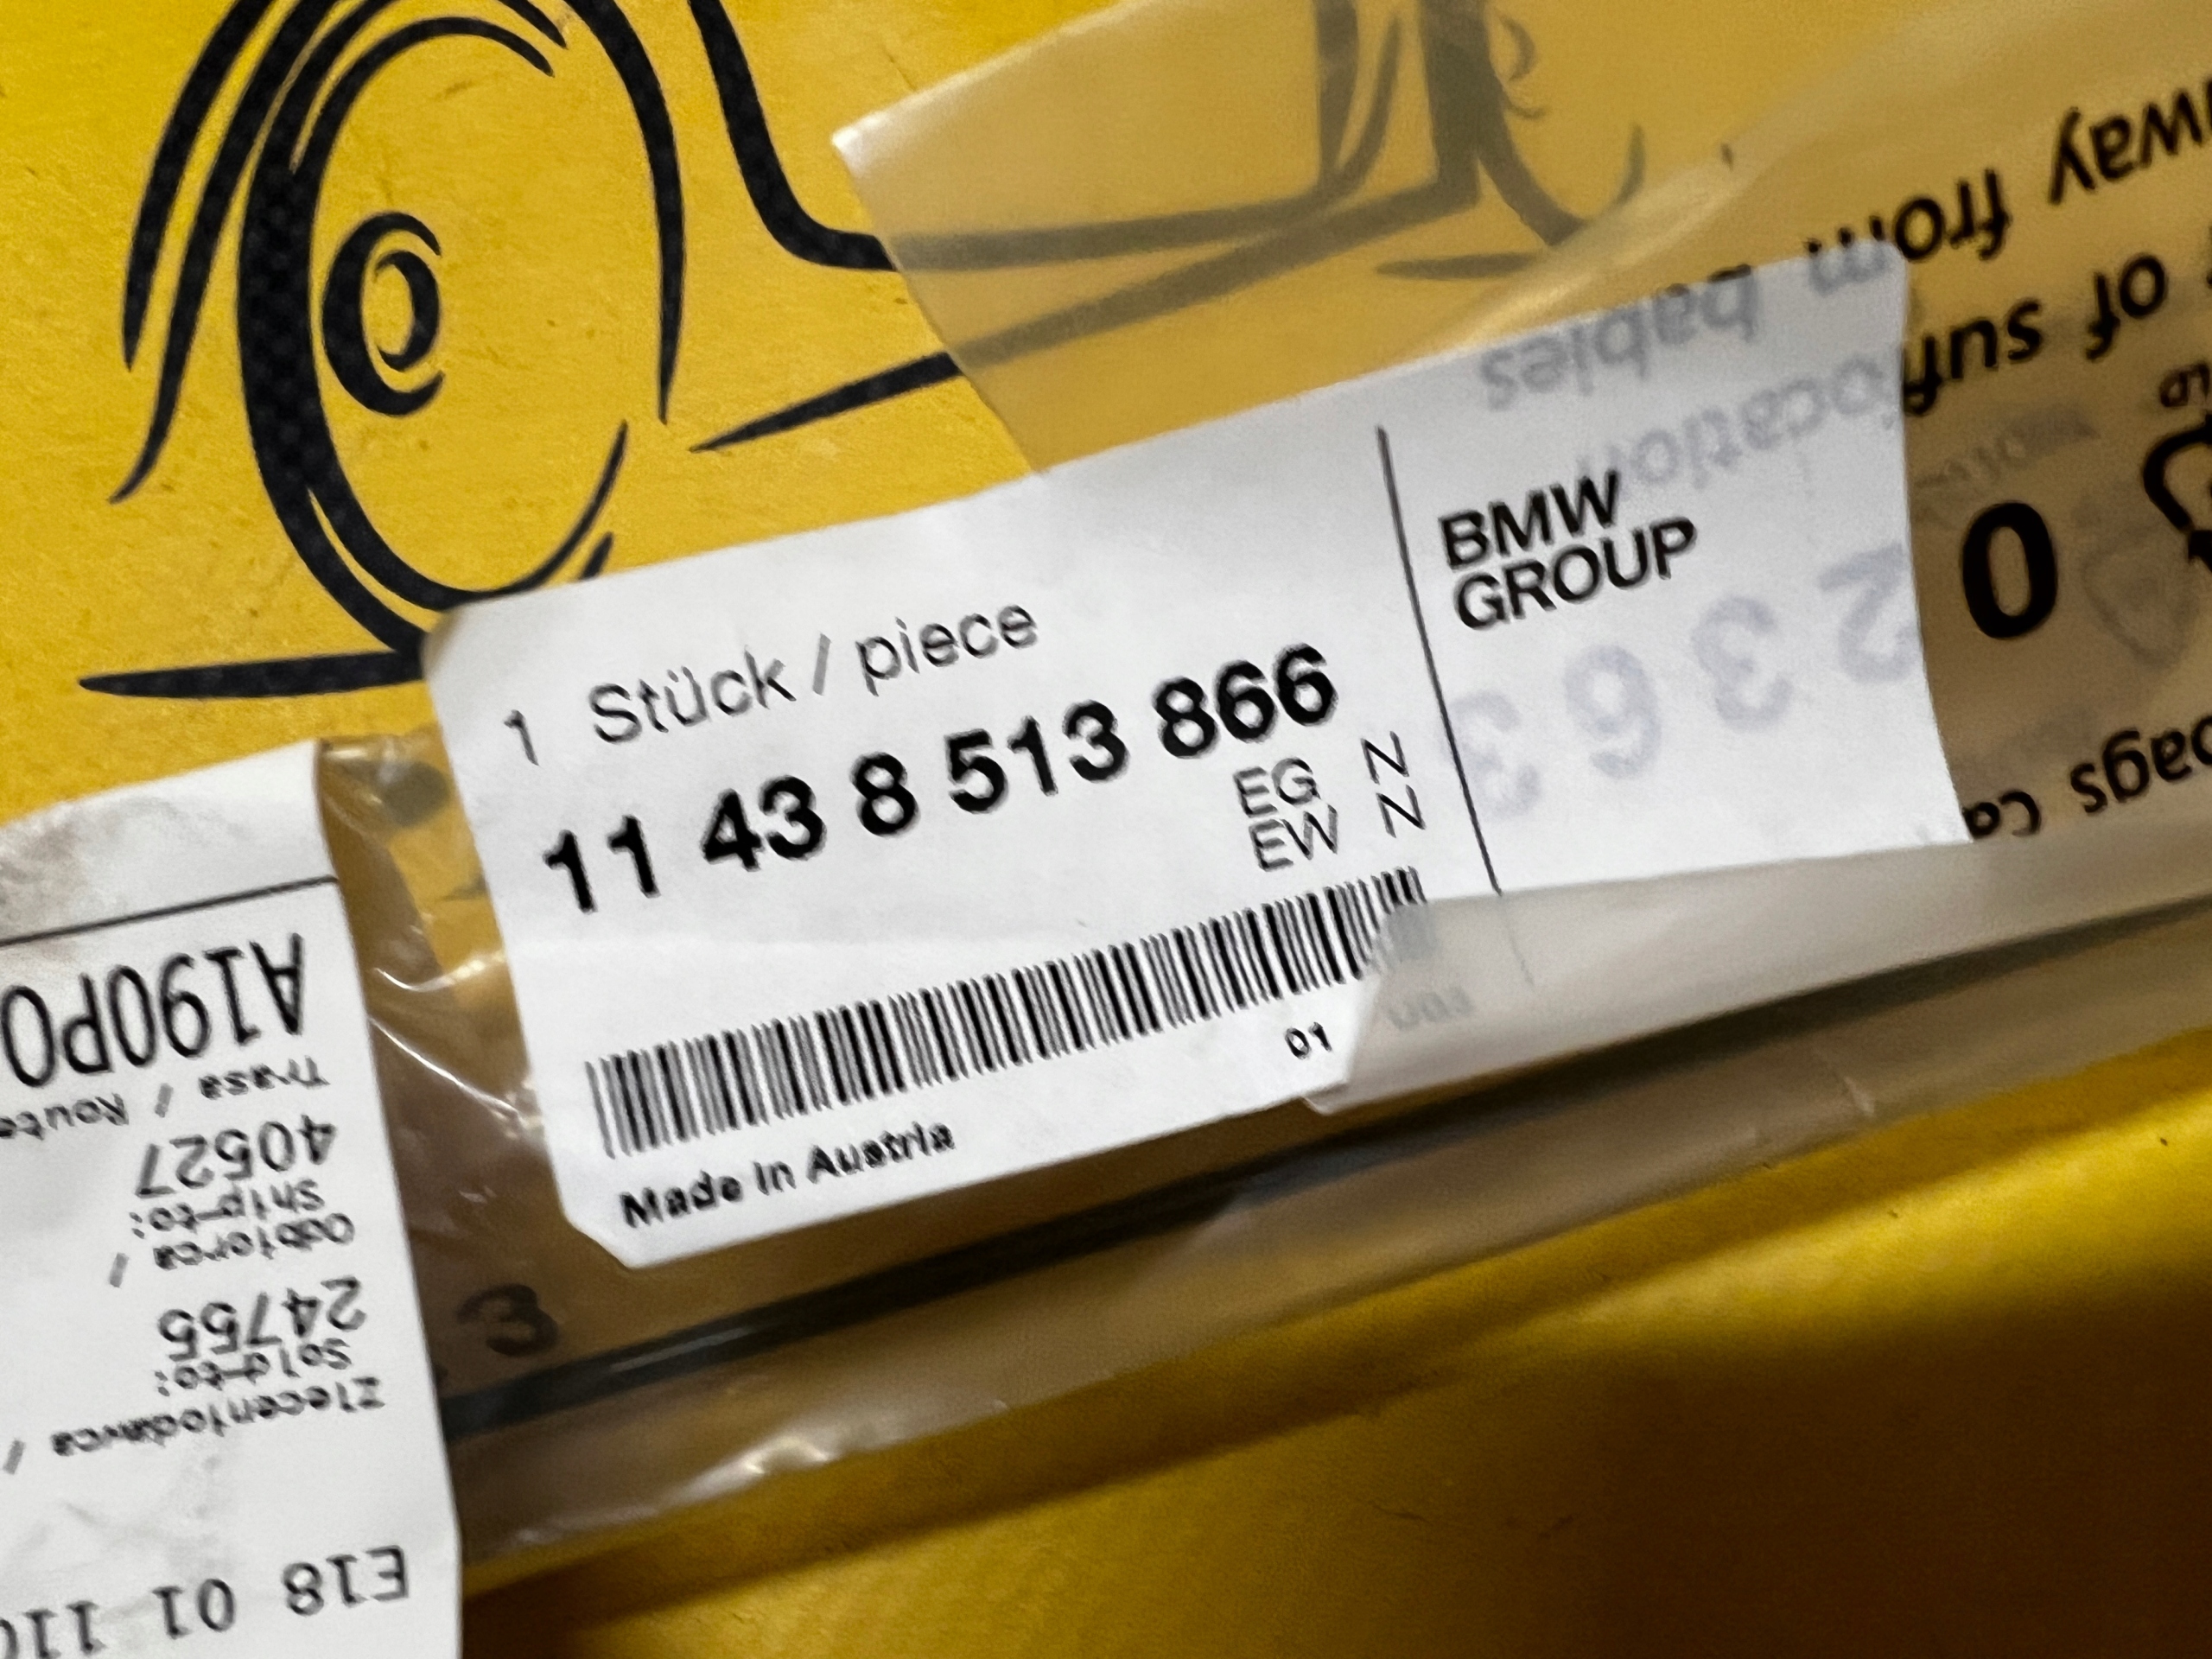 1 Stück / piece
11 43 8 513 866
EG N
EW N
01
Made in Austria
BMW
GROUP
away from
babies
of suffocation
0
2363
bags ca
3
E18 01 110
Zleceniodawca /
Sold-to:
24755
Odbiorca /
Ship-to:
40527
Trasa / Route
A190P0